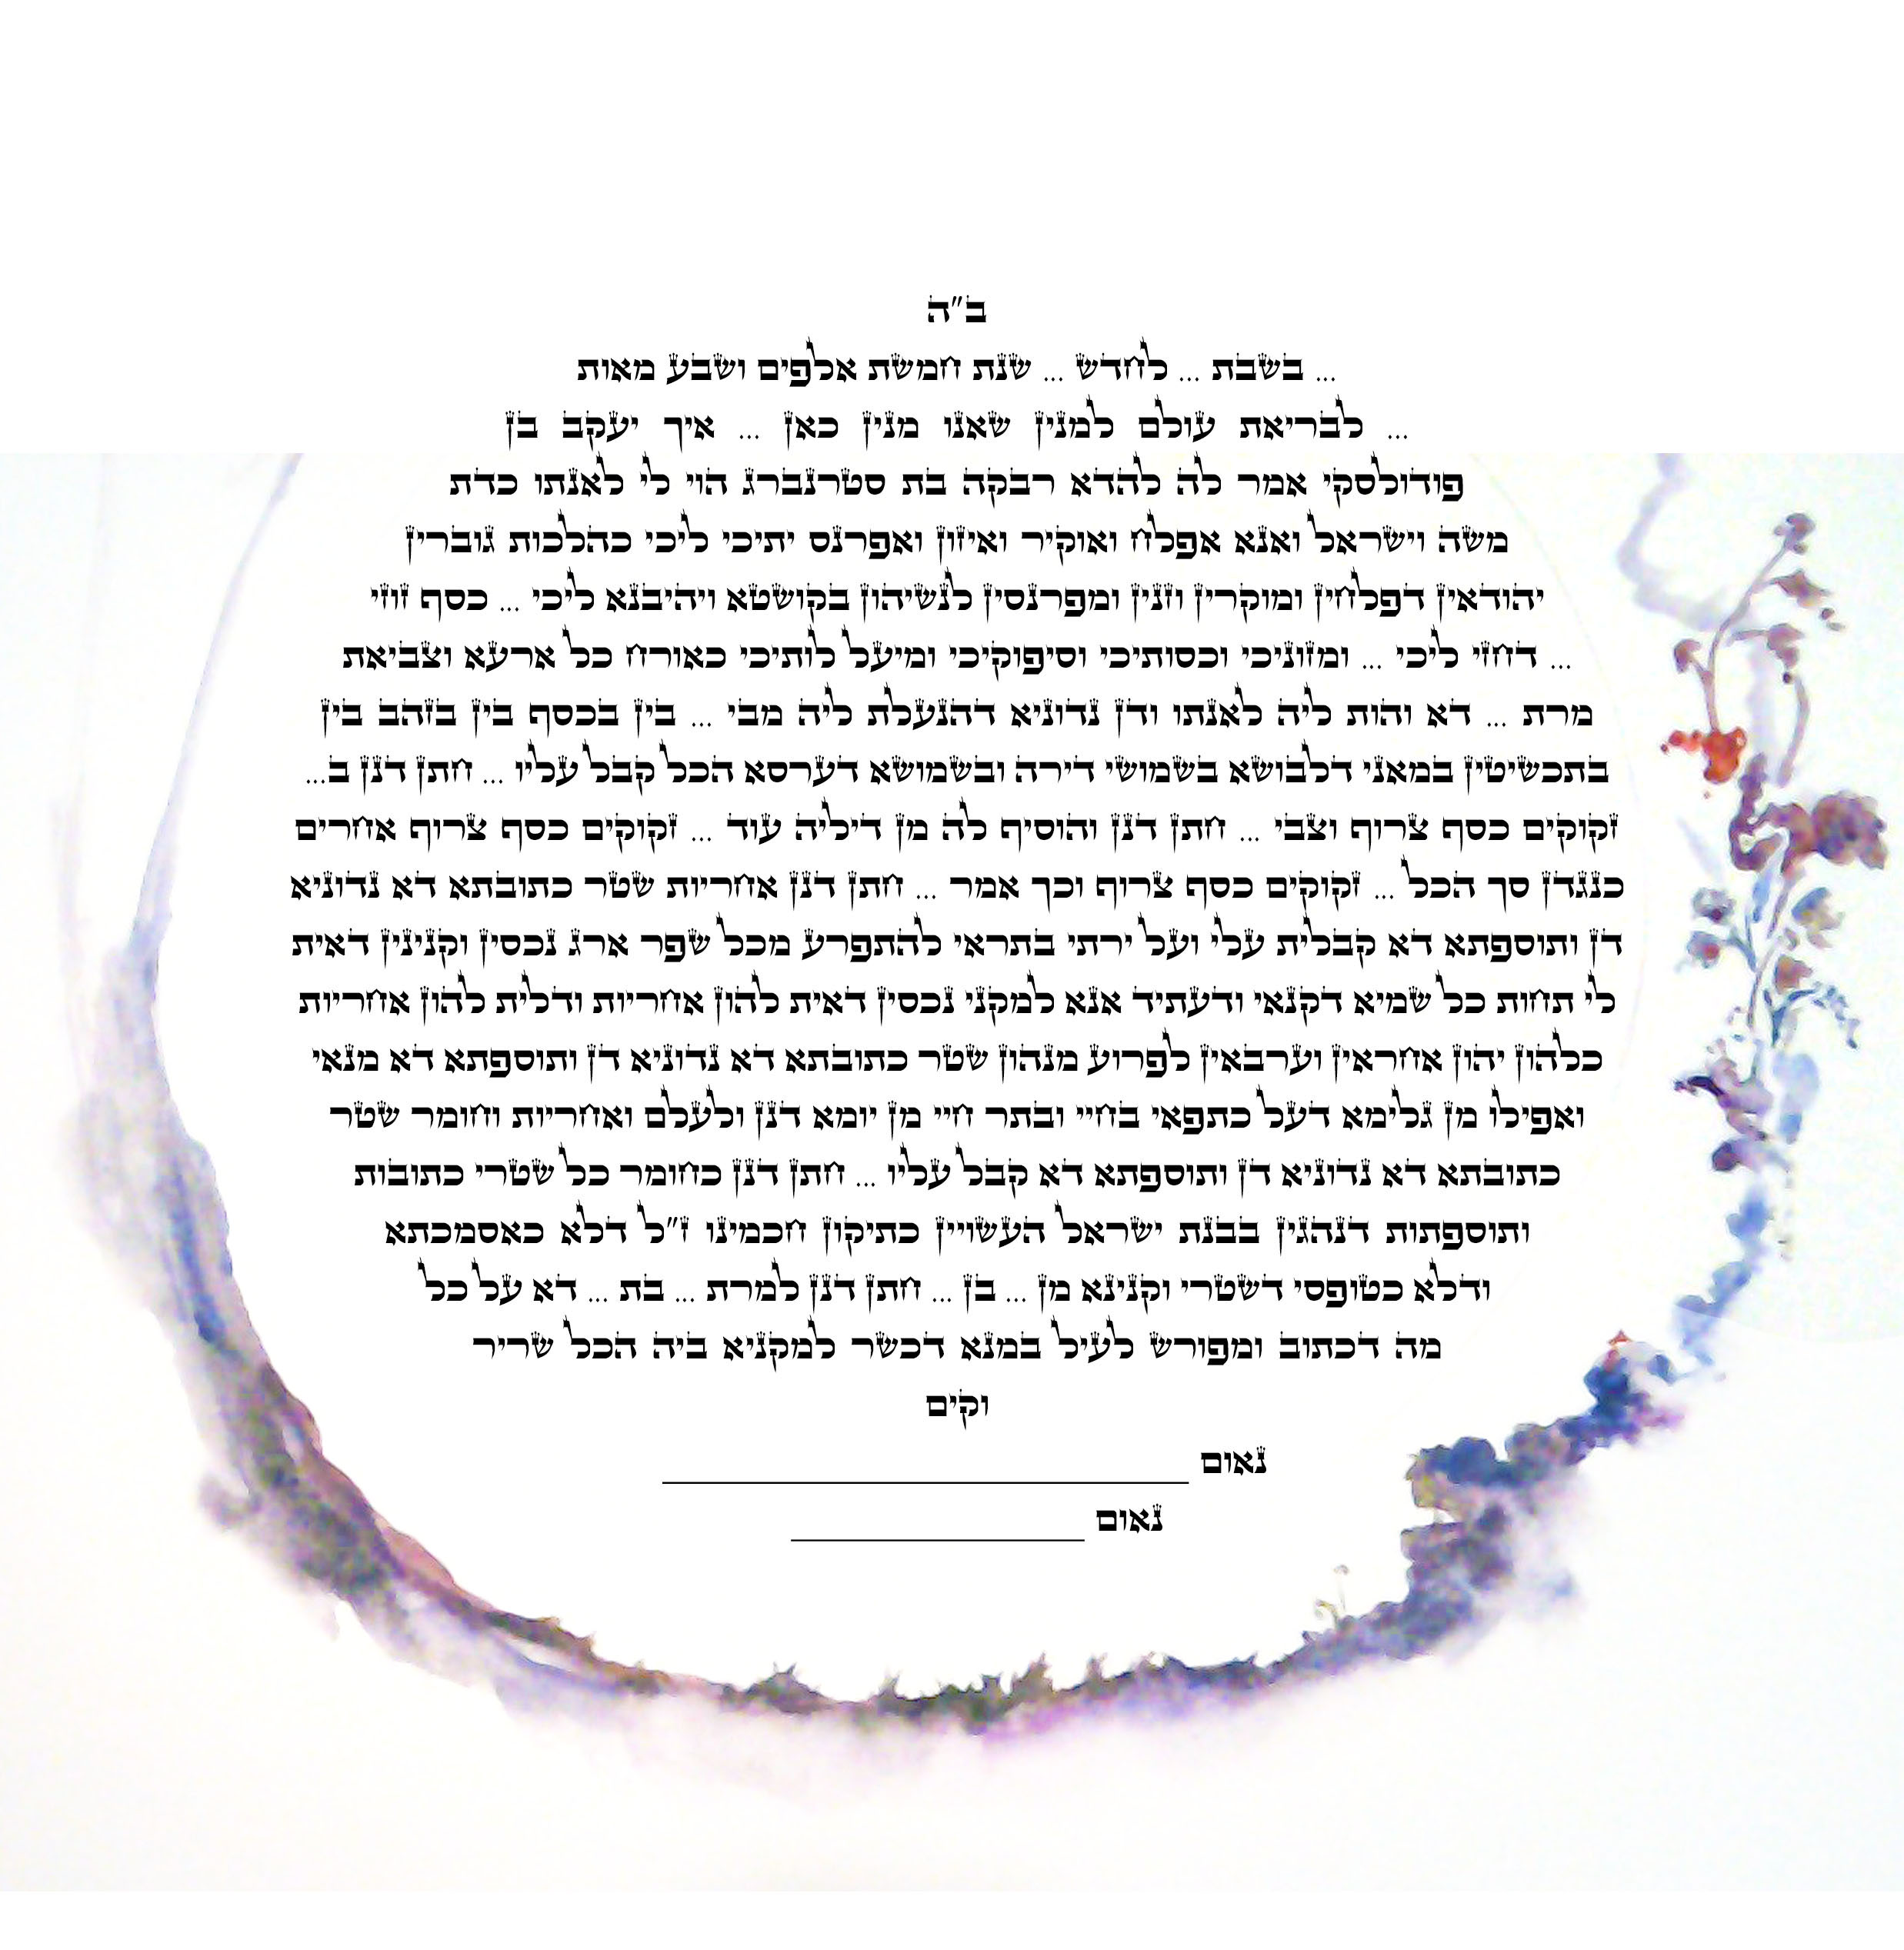 ב"ה
... בשבת ... לחדש ... שנת חמשת אלפים ושבע מאות
... לבריאת עולם למנין שאנו מנין כאן ... איך יעקב בן
פודולסקי אמר לה להדא רבקה בת סטרנברג הוי לי לאנתו כדת
משה וישראל ואנא אפלח ואוקיר ואיזון ואפרנס יתיכי ליכי כהלכות גוברין
יהודאין דפלחין ומוקרין וזנין ומפרנסין לנשיהון בקושטא ויהיבנא ליכי ... כסף זוזי
... דחזי ליכי ... ומזוניכי וכסותיכי וסיפוקיכי ומיעל לותיכי כאורח כל ארעא וצביאת
מרת ... דא והות ליה לאנתו ודן נדוניא דהנעלת ליה מבי ... בין בכסף בין בזהב בין
בתכשיטין במאני דלבושא בשמושי דירה ובשמושא דערסא הכל קבל עליו ... חתן דנן ב...
זקוקים כסף צרוף וצבי ... חתן דנן והוסיף לה מן דיליה עוד ... זקוקים כסף צרוף אחרים
כנגדן סך הכל ... זקוקים כסף צרוף וכך אמר ... חתן דנן אחריות שטר כתובתא דא נדוניא
דן ותוספתא דא קבלית עלי ועל ירתי בתראי להתפרע מכל שפר ארג נכסין וקנינין דאית
לי תחות כל שמיא דקנאי ודעתיד אנא למקני נכסין דאית להון אחריות ודלית להון אחריות
כלהון יהון אחראין וערבאין לפרוע מנהון שטר כתובתא דא נדוניא דן ותוספתא דא מנאי
ואפילו מן גלימא דעל כתפאי בחיי ובתר חיי מן יומא דנן ולעלם ואחריות וחומר שטר
כתובתא דא נדוניא דן ותוספתא דא קבל עליו ... חתן דנן כחומר כל שטרי כתובות
ותוספתות דנהגין בבנת ישראל העשויין כתיקון חכמינו ז"ל דלא כאסמכתא
ודלא כטופסי דשטרי וקנינא מן ... בן ... חתן דנן למרת ... בת ... דא על כל
מה דכתוב ומפורש לעיל במנא דכשר למקניא ביה הכל שריר
וקים
נאום ____________________
נאום ____________